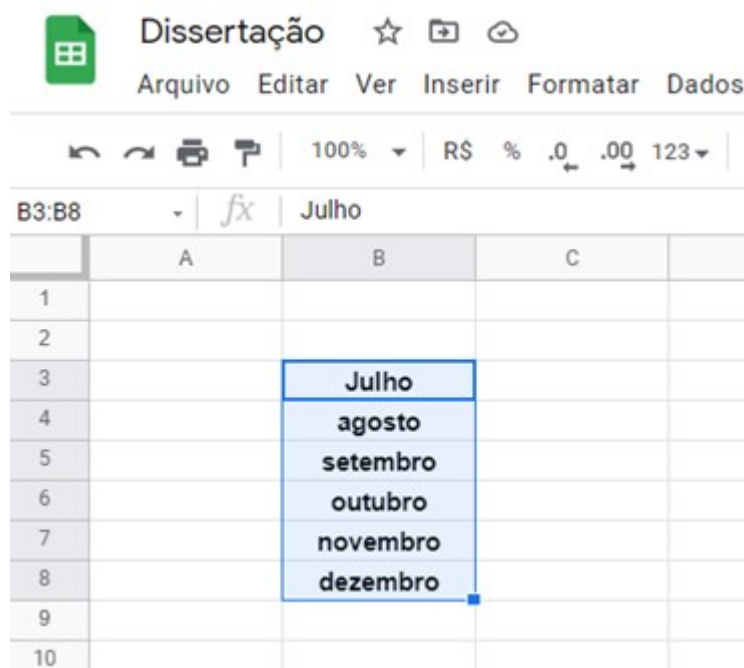 Dissertação
Arquivo Editar Ver Inserir Formatar Dados
100% R$ % .0 .00 123
B3:B8 fx Julho
A B C
1
2
3 Julho
4 agosto
5 setembro
6 outubro
7 novembro
8 dezembro
9
10